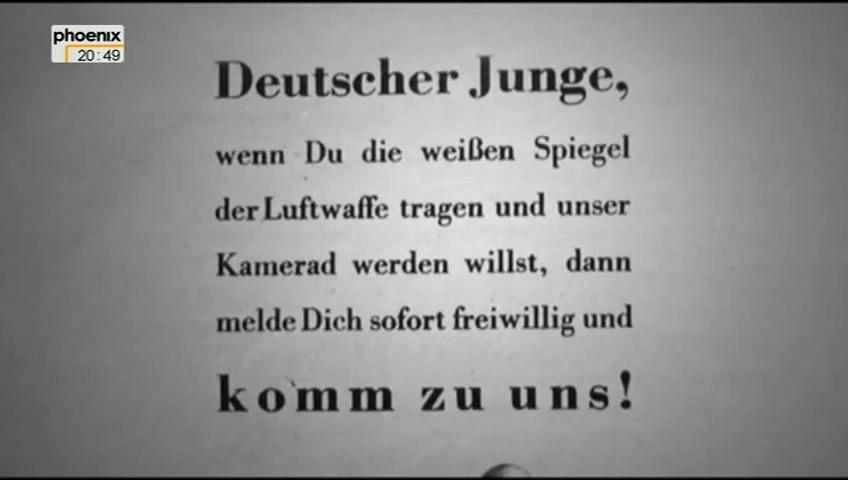 phoenix
20:49
Deutscher Junge,
wenn Du die weißen Spiegel
der Luftwaffe tragen und unser
Kamerad werden willst, dann
melde Dich sofort freiwillig und
komm zu uns!